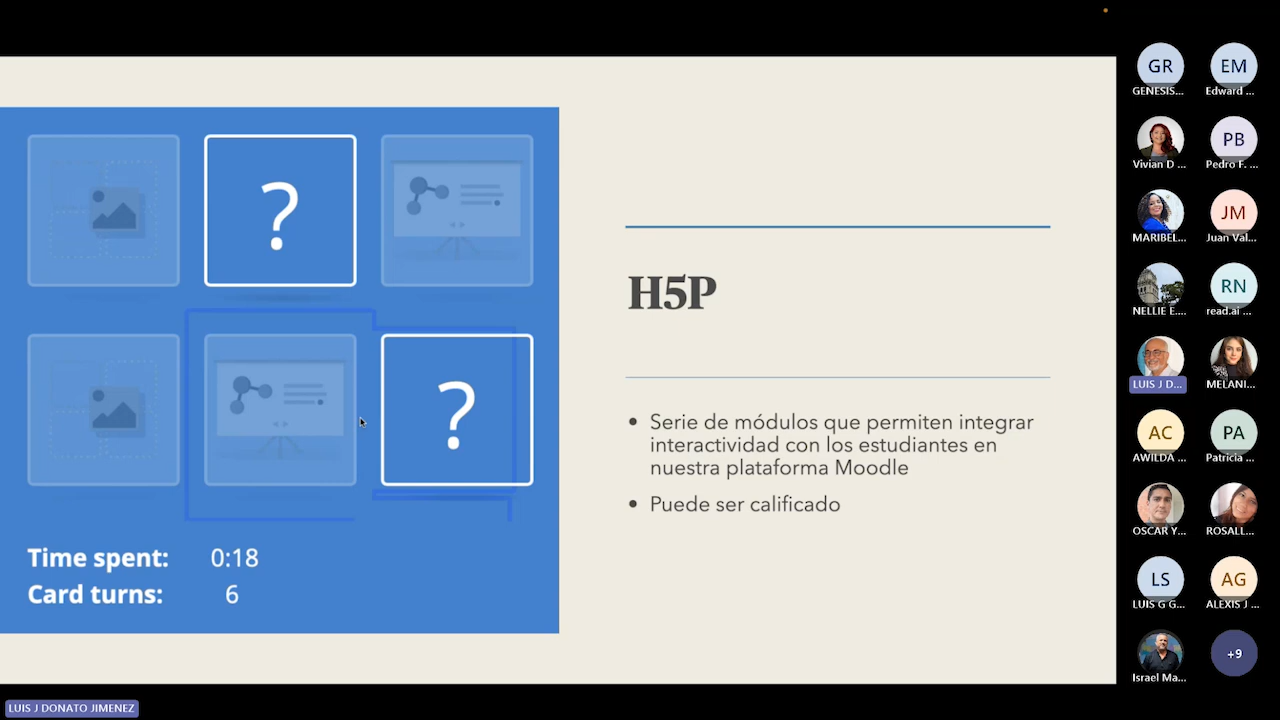 ?
?
Time spent: 0:18
Card turns: 6
H5P
• Serie de módulos que permiten integrar
interactividad con los estudiantes en
nuestra plataforma Moodle
• Puede ser calificado
GR
EM
GENESIS...
Edward ...
PB
Vivian D ...
Pedro F. ...
JM
MARIBEL...
Juan Val...
RN
NELLIE E....
read.ai ...
LUIS J D...
MELANI...
AC
PA
AWILDA ...
Patricia ...
OSCAR Y...
ROSALL...
LS
AG
LUIS G G...
ALEXIS J ...
+9
Israel Ma...
LUIS J DONATO JIMENEZ